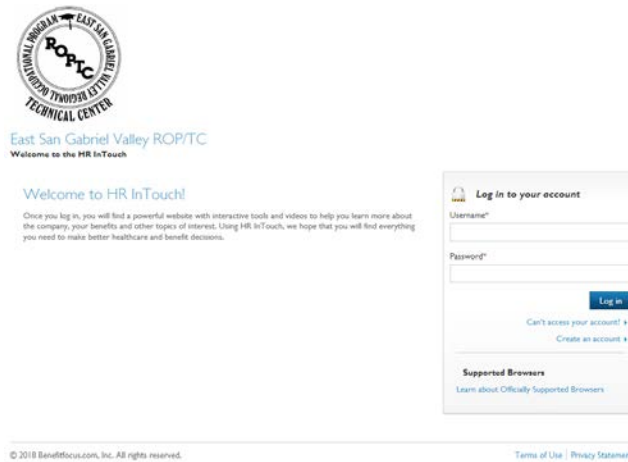 EAST SAN GABRIEL VALLEY REGIONAL OCCUPATIONAL PROGRAM
ROPTC
TECHNICAL CENTER
East San Gabriel Valley ROP/TC
Welcome to the HR InTouch
Welcome to HR InTouch!
Once you log in, you will find a powerful website with interactive tools and videos to help you learn more about
the company, your benefits and other topics of interest. Using HR InTouch, we hope that you will find everything
you need to make better healthcare and benefit decisions.
Log in to your account
Username*
Password*
Log in
Can't access your account?
Create an account
Supported Browsers
Learn about Officially Supported Browsers
© 2018 Benefitfocus.com, Inc. All rights reserved.
Terms of Use | Privacy Statemen